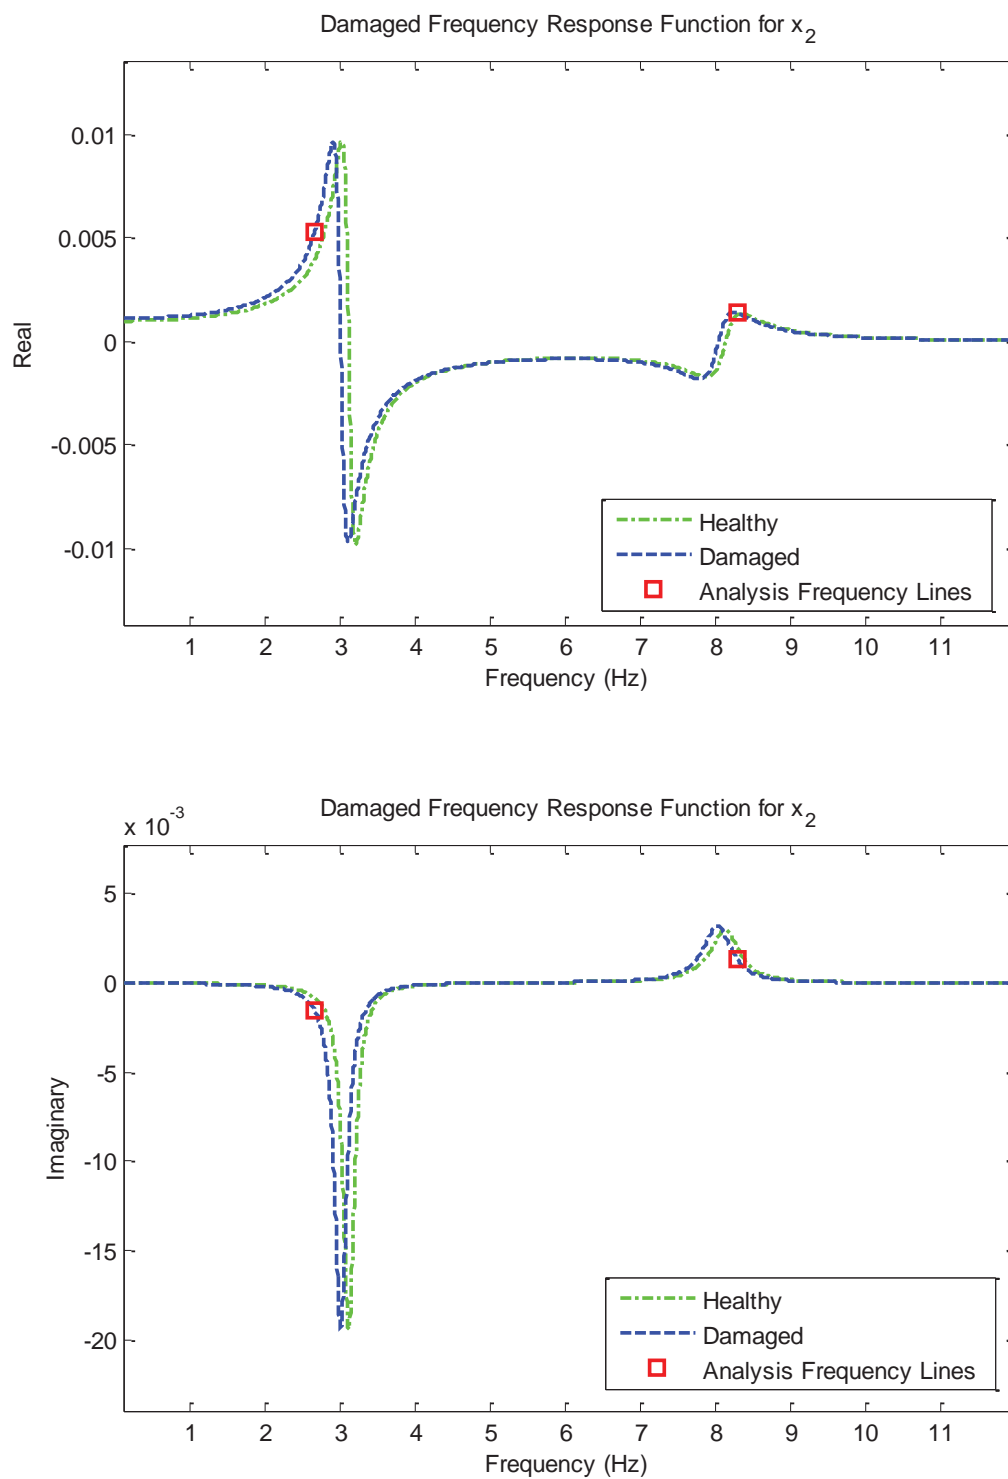 Damaged Frequency Response Function for x2
0.01
0.005
0
-0.005
-0.01
Real
Healthy
Damaged
Analysis Frequency Lines
1 2 3 4 5 6 7 8 9 10 11
Frequency (Hz)
Damaged Frequency Response Function for x2
x 10-3
5
0
-5
-10
-15
-20
Imaginary
Healthy
Damaged
Analysis Frequency Lines
1 2 3 4 5 6 7 8 9 10 11
Frequency (Hz)